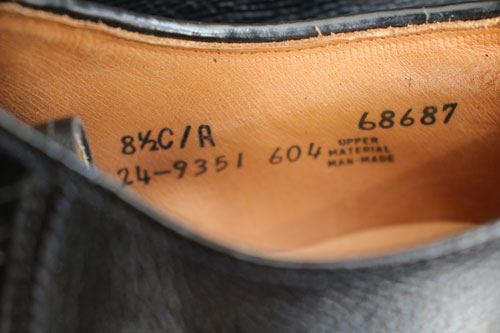 8½C/A 68687
24-9351 604 UPPER
MATERIAL
MAN-MADE